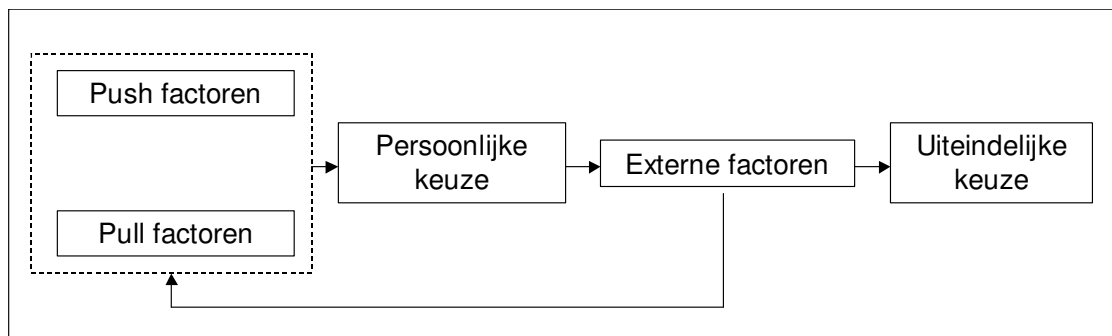 Push factoren
Pull factoren
Persoonlijke
keuze
Externe factoren
Uiteindelijke
keuze